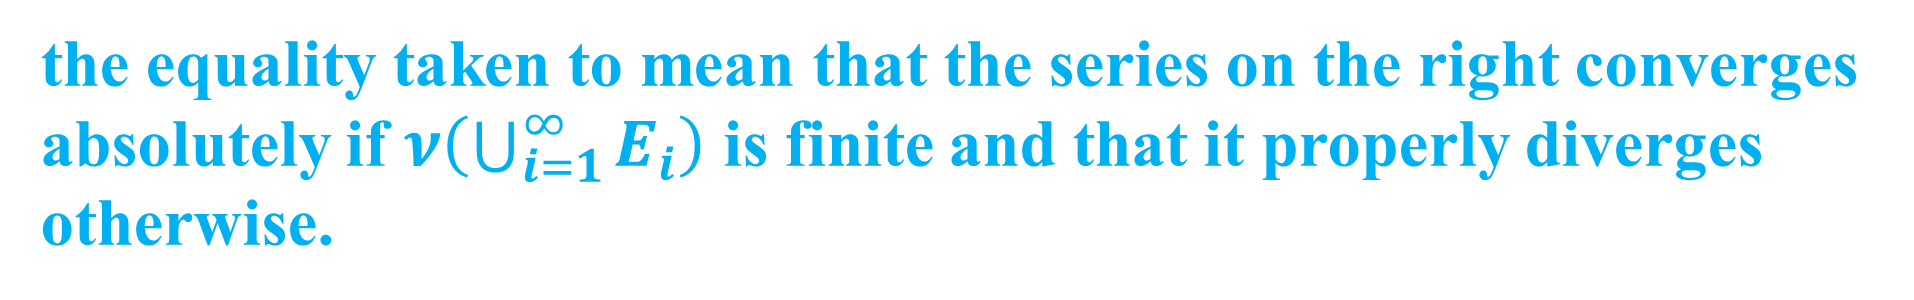 the equality taken to mean that the series on the right converges
absolutely if ν(⋃_{i=1}^{∞} E_i) is finite and that it properly diverges
otherwise.